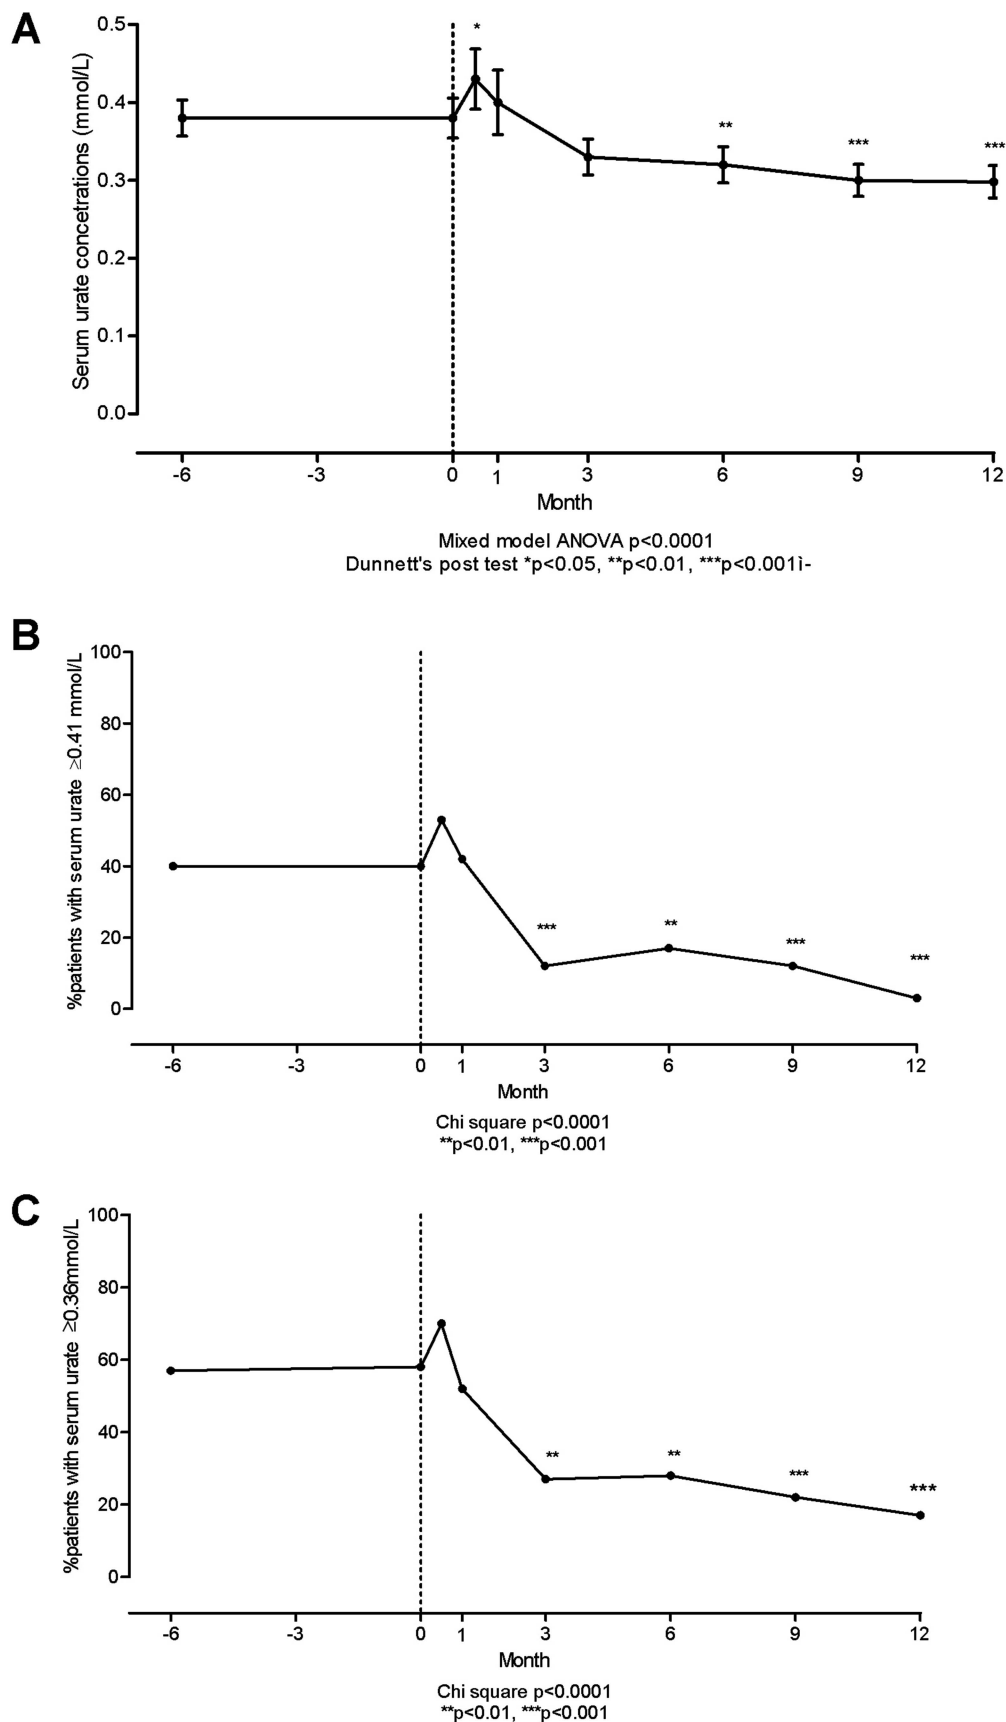 A
Serum urate concetrations (mmol/L)
0.5
0.4
0.3
0.2
0.1
0.0
*
**
***
***
-6 -3 0 1 3 6 9 12
Month
Mixed model ANOVA p<0.0001
Dunnett's post test *p<0.05, **p<0.01, ***p<0.001ì-
B
%patients with serum urate ≥0.41 mmol/L
100
80
60
40
20
0
***
**
***
***
-6 -3 0 1 3 6 9 12
Month
Chi square p<0.0001
**p<0.01, ***p<0.001
C
%patients with serum urate ≥0.36mmol/L
100
80
60
40
20
0
**
**
***
***
-6 -3 0 1 3 6 9 12
Month
Chi square p<0.0001
**p<0.01, ***p<0.001